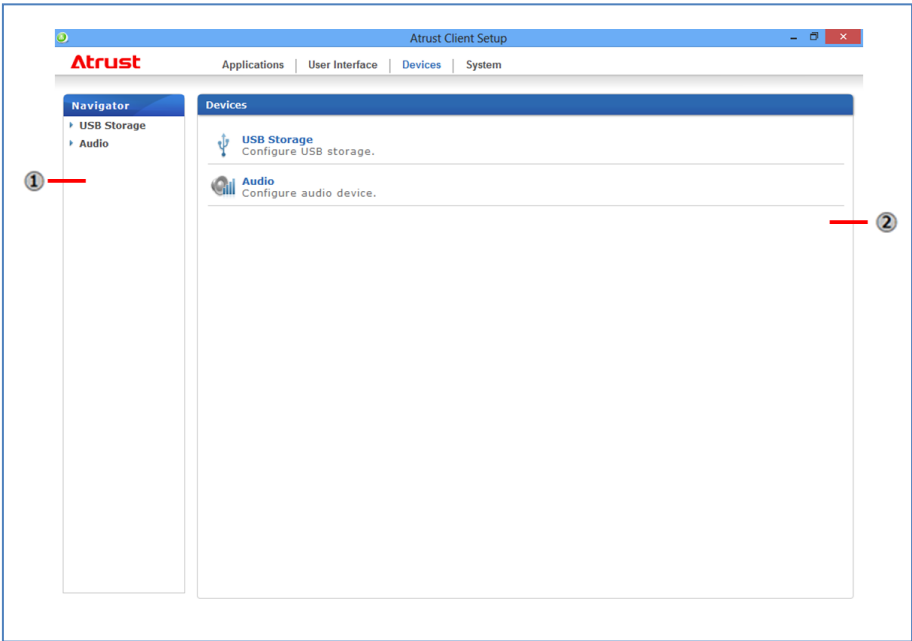 Atrust Client Setup
Atrust Applications User Interface Devices System
Navigator
USB Storage
Audio
Devices
USB Storage
Configure USB storage.
Audio
Configure audio device.
1
2